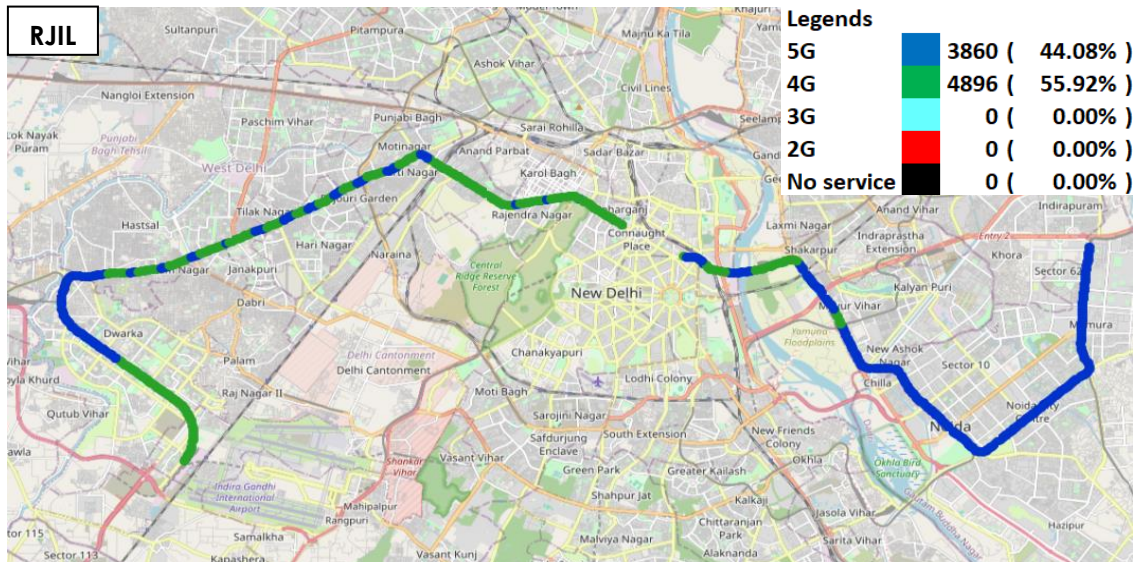 RJIL
Legends
5G 3860 ( 44.08% )
4G 4896 ( 55.92% )
3G 0 ( 0.00% )
2G 0 ( 0.00% )
No service 0 ( 0.00% )
Sultanpuri
Pitampura
Ashok Vihar
Majnu Ka Tila
Civil Lines
Nangloi Extension
Paschim Vihar
Punjabi Bagh
Sarai Rohilla
Lok Nayak
Puram
Punjabi
Bagh Tehsil
Motinagar
Anand Parbat
Sadar Bazar
West Delhi
Karol Bagh
Tilak
Rajendra Nagar
Connaught
Place
Laxmi Nagar
Anand Vihar
Indirapuram
Hastsal
Hari Nagar
Shakarpur
Indraprastha
Extension
Entry 2
Khora
Janakpuri
Naraina
Central
Ridge Reserve
Forest
New Delhi
Kalyan Puri
Sector 62
Dabri
Yamuna
Floodplains
Dwarka
Palam
Delhi Cantonment
Delhi Cantonment
Chanakyapuri
New Ashok
Nagar
Chilla
Sector 10
Raj Nagar II
Moti Bagh
Lodhi Colony
Qutub Vihar
Sarojini Nagar
South Extension
New Friends
Colony
Noida
Safdurjung
Enclave
Shankar
Vihar
Vasant Vihar
Okhla
Okhla Bird
Sanctuary
Green Park
Greater Kailash
Indira Gandhi
International
Airport
Mahipalpur
Rangpuri
Shahpur Jat
Kalkaji
Jasola Vihar
Sector 115
Samalkha
Chittaranjan
Park
Hazipur
Sector 113
Kapashera
Vasant Kunj
Malviya Nagar
Alaknanda
Sarita Vihar
Gautam Buddha Nagar